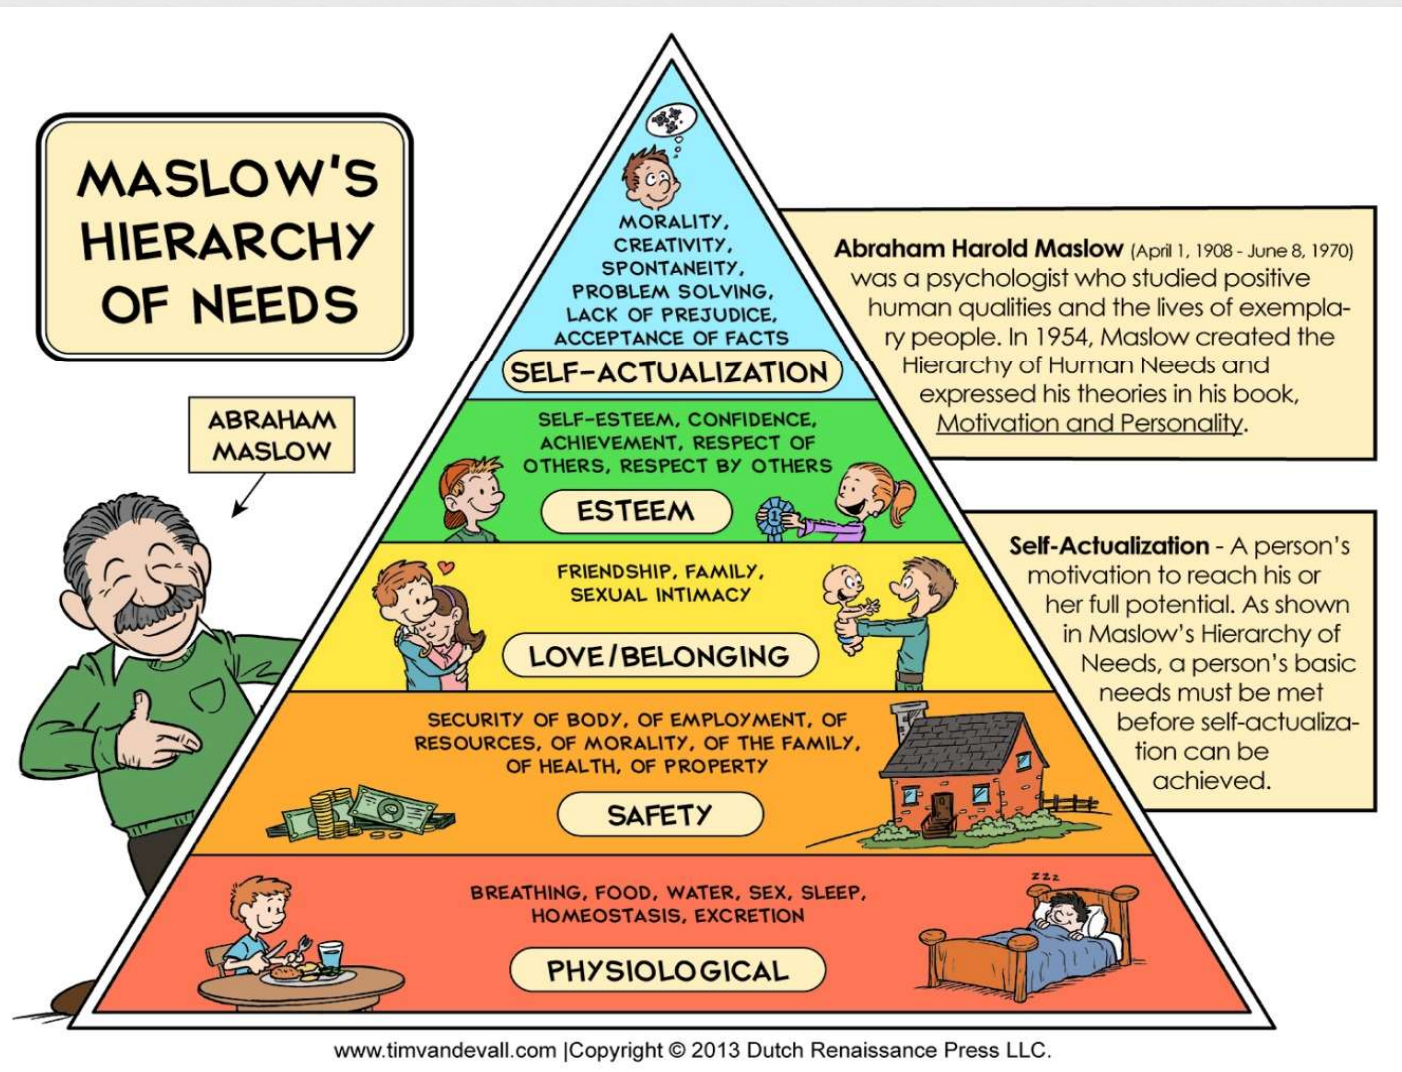 MASLOW'S
HIERARCHY
OF NEEDS
ABRAHAM
MASLOW
MORALITY,
CREATIVITY,
SPONTANEITY,
PROBLEM SOLVING,
LACK OF PREJUDICE,
ACCEPTANCE OF FACTS
SELF-ACTUALIZATION
SELF-ESTEEM, CONFIDENCE,
ACHIEVEMENT, RESPECT OF
OTHERS, RESPECT BY OTHERS
ESTEEM
1
FRIENDSHIP, FAMILY,
SEXUAL INTIMACY
LOVE/BELONGING
SECURITY OF BODY, OF EMPLOYMENT, OF
RESOURCES, OF MORALITY, OF THE FAMILY,
OF HEALTH, OF PROPERTY
SAFETY
BREATHING, FOOD, WATER, SEX, SLEEP,
HOMEOSTASIS, EXCRETION
PHYSIOLOGICAL
zzz
Abraham Harold Maslow (April 1, 1908 - June 8, 1970)
was a psychologist who studied positive
human qualities and the lives of exempla-
ry people. In 1954, Maslow created the
Hierarchy of Human Needs and
expressed his theories in his book,
Motivation and Personality.
Self-Actualization - A person's
motivation to reach his or
her full potential. As shown
in Maslow's Hierarchy of
Needs, a person's basic
needs must be met
before self-actualiza-
tion can be
achieved.
www.timvandevall.com |Copyright © 2013 Dutch Renaissance Press LLC.